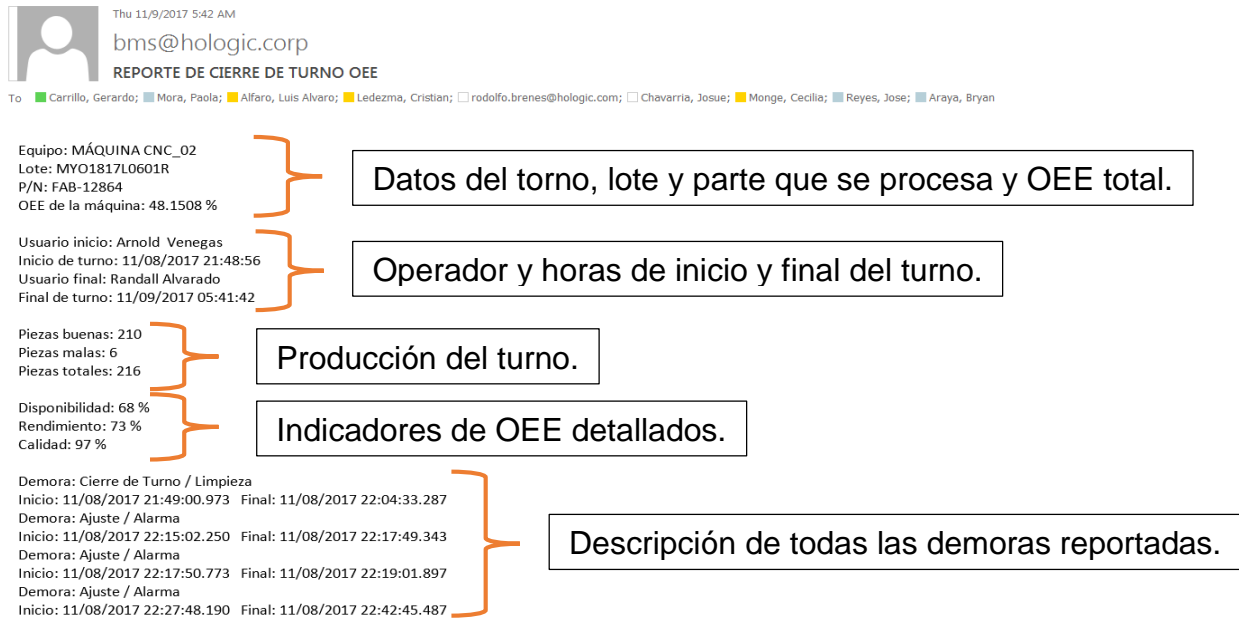 Thu 11/9/2017 5:42 AM
bms@hologic.corp
REPORTE DE CIERRE DE TURNO OEE
To Carrillo, Gerardo; Mora, Paola; Alfaro, Luis Alvaro; Ledezma, Cristian; rodolfo.brenes@hologic.com; Chavarria, Josue; Monge, Cecilia; Reyes, Jose; Araya, Bryan
Equipo: MÁQUINA CNC_02
Lote: MYO1817L0601R
P/N: FAB-12864
OEE de la máquina: 48.1508 %
Datos del torno, lote y parte que se procesa y OEE total.
Usuario inicio: Arnold Venegas
Inicio de turno: 11/08/2017 21:48:56
Usuario final: Randall Alvarado
Final de turno: 11/09/2017 05:41:42
Operador y horas de inicio y final del turno.
Piezas buenas: 210
Piezas malas: 6
Piezas totales: 216
Producción del turno.
Disponibilidad: 68 %
Rendimiento: 73 %
Calidad: 97 %
Indicadores de OEE detallados.
Demora: Cierre de Turno / Limpieza
Inicio: 11/08/2017 21:49:00.973 Final: 11/08/2017 22:04:33.287
Demora: Ajuste / Alarma
Inicio: 11/08/2017 22:15:02.250 Final: 11/08/2017 22:17:49.343
Demora: Ajuste / Alarma
Inicio: 11/08/2017 22:17:50.773 Final: 11/08/2017 22:19:01.897
Demora: Ajuste / Alarma
Inicio: 11/08/2017 22:27:48.190 Final: 11/08/2017 22:42:45.487
Descripción de todas las demoras reportadas.